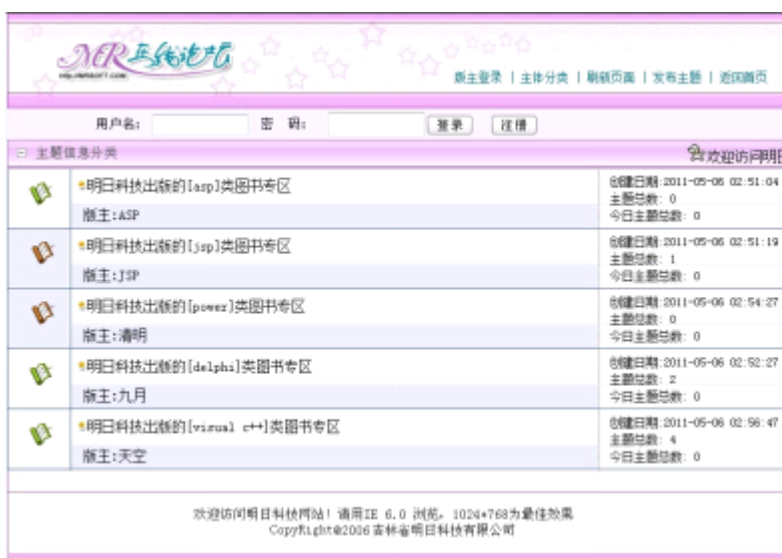 MR在线论坛
http://MRSOFT.COM
版主登录 | 主体分类 | 刷新页面 | 发布主题 | 返回首页
用户名: 密 码: 登录 注册
主题信息分类 欢迎访问明日
明日科技出版的[asp]类图书专区 创建日期:2011-05-06 02:51:04
主题总数: 0
版主:ASP 今日主题总数: 0
明日科技出版的[jsp]类图书专区 创建日期:2011-05-06 02:51:19
主题总数: 1
版主:JSP 今日主题总数: 0
明日科技出版的[power]类图书专区 创建日期:2011-05-06 02:54:27
主题总数: 0
版主:清明 今日主题总数: 0
明日科技出版的[delphi]类图书专区 创建日期:2011-05-06 02:52:27
主题总数: 2
版主:九月 今日主题总数: 0
明日科技出版的[visual c++]类图书专区 创建日期:2011-05-06 02:56:47
主题总数: 4
版主:天空 今日主题总数: 0
欢迎访问明日科技网站! 请用IE 6.0 浏览, 1024*768为最佳效果
CopyRight@2006 吉林省明日科技有限公司